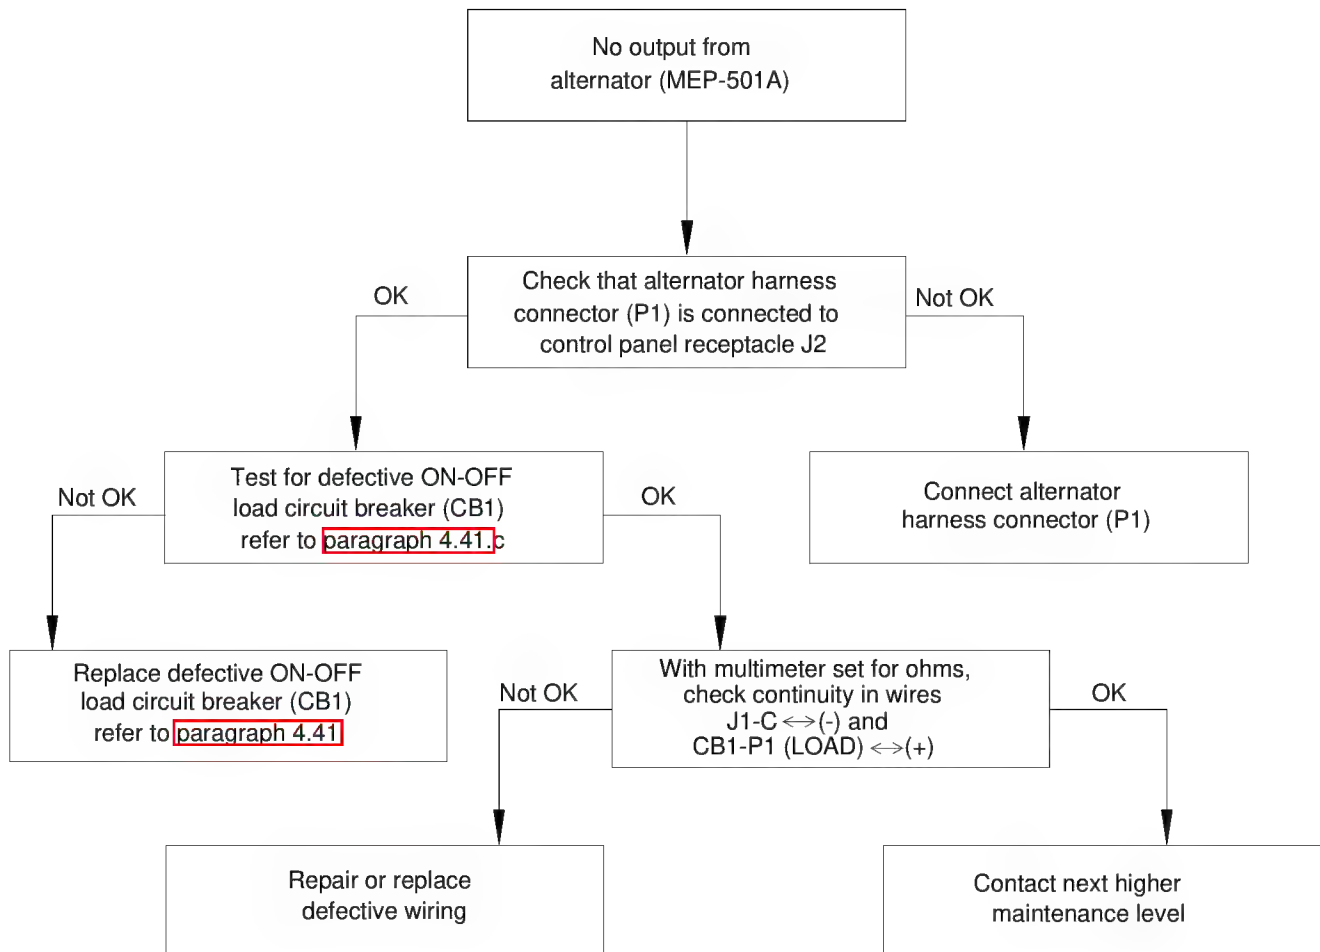 No output from
alternator (MEP-501A)
Check that alternator harness
connector (P1) is connected to
control panel receptacle J2
OK
Not OK
Test for defective ON-OFF
load circuit breaker (CB1)
refer to paragraph 4.41.c
Connect alternator
harness connector (P1)
Not OK
OK
Replace defective ON-OFF
load circuit breaker (CB1)
refer to paragraph 4.41
With multimeter set for ohms,
check continuity in wires
J1-C ↔(-) and
CB1-P1 (LOAD) ↔(+)
Not OK
OK
Repair or replace
defective wiring
Contact next higher
maintenance level